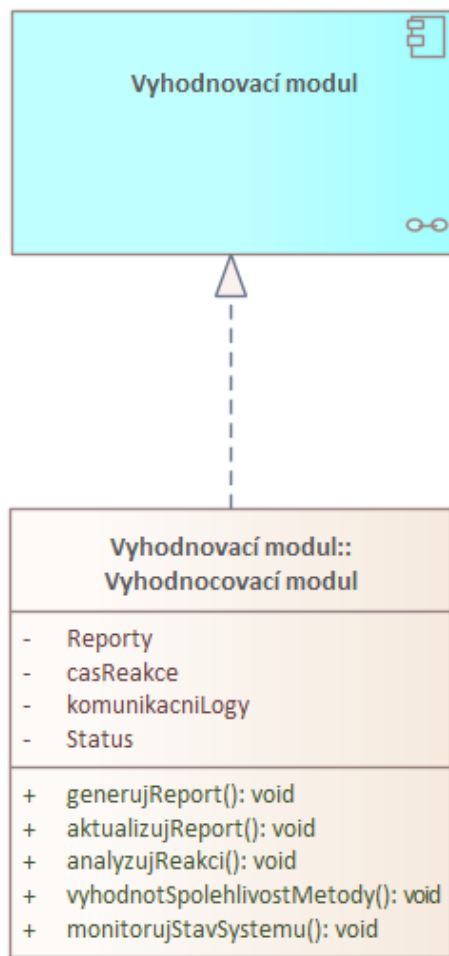 Vyhodnovací modul
Vyhodnovací modul::
Vyhodnocovací modul
- Reporty
- casReakce
- komunikacniLogy
- Status
+ generujReport(): void
+ aktualizujReport(): void
+ analyzujReakci(): void
+ vyhodnotSpolehlivostMetody(): void
+ monitorujStavSystemu(): void